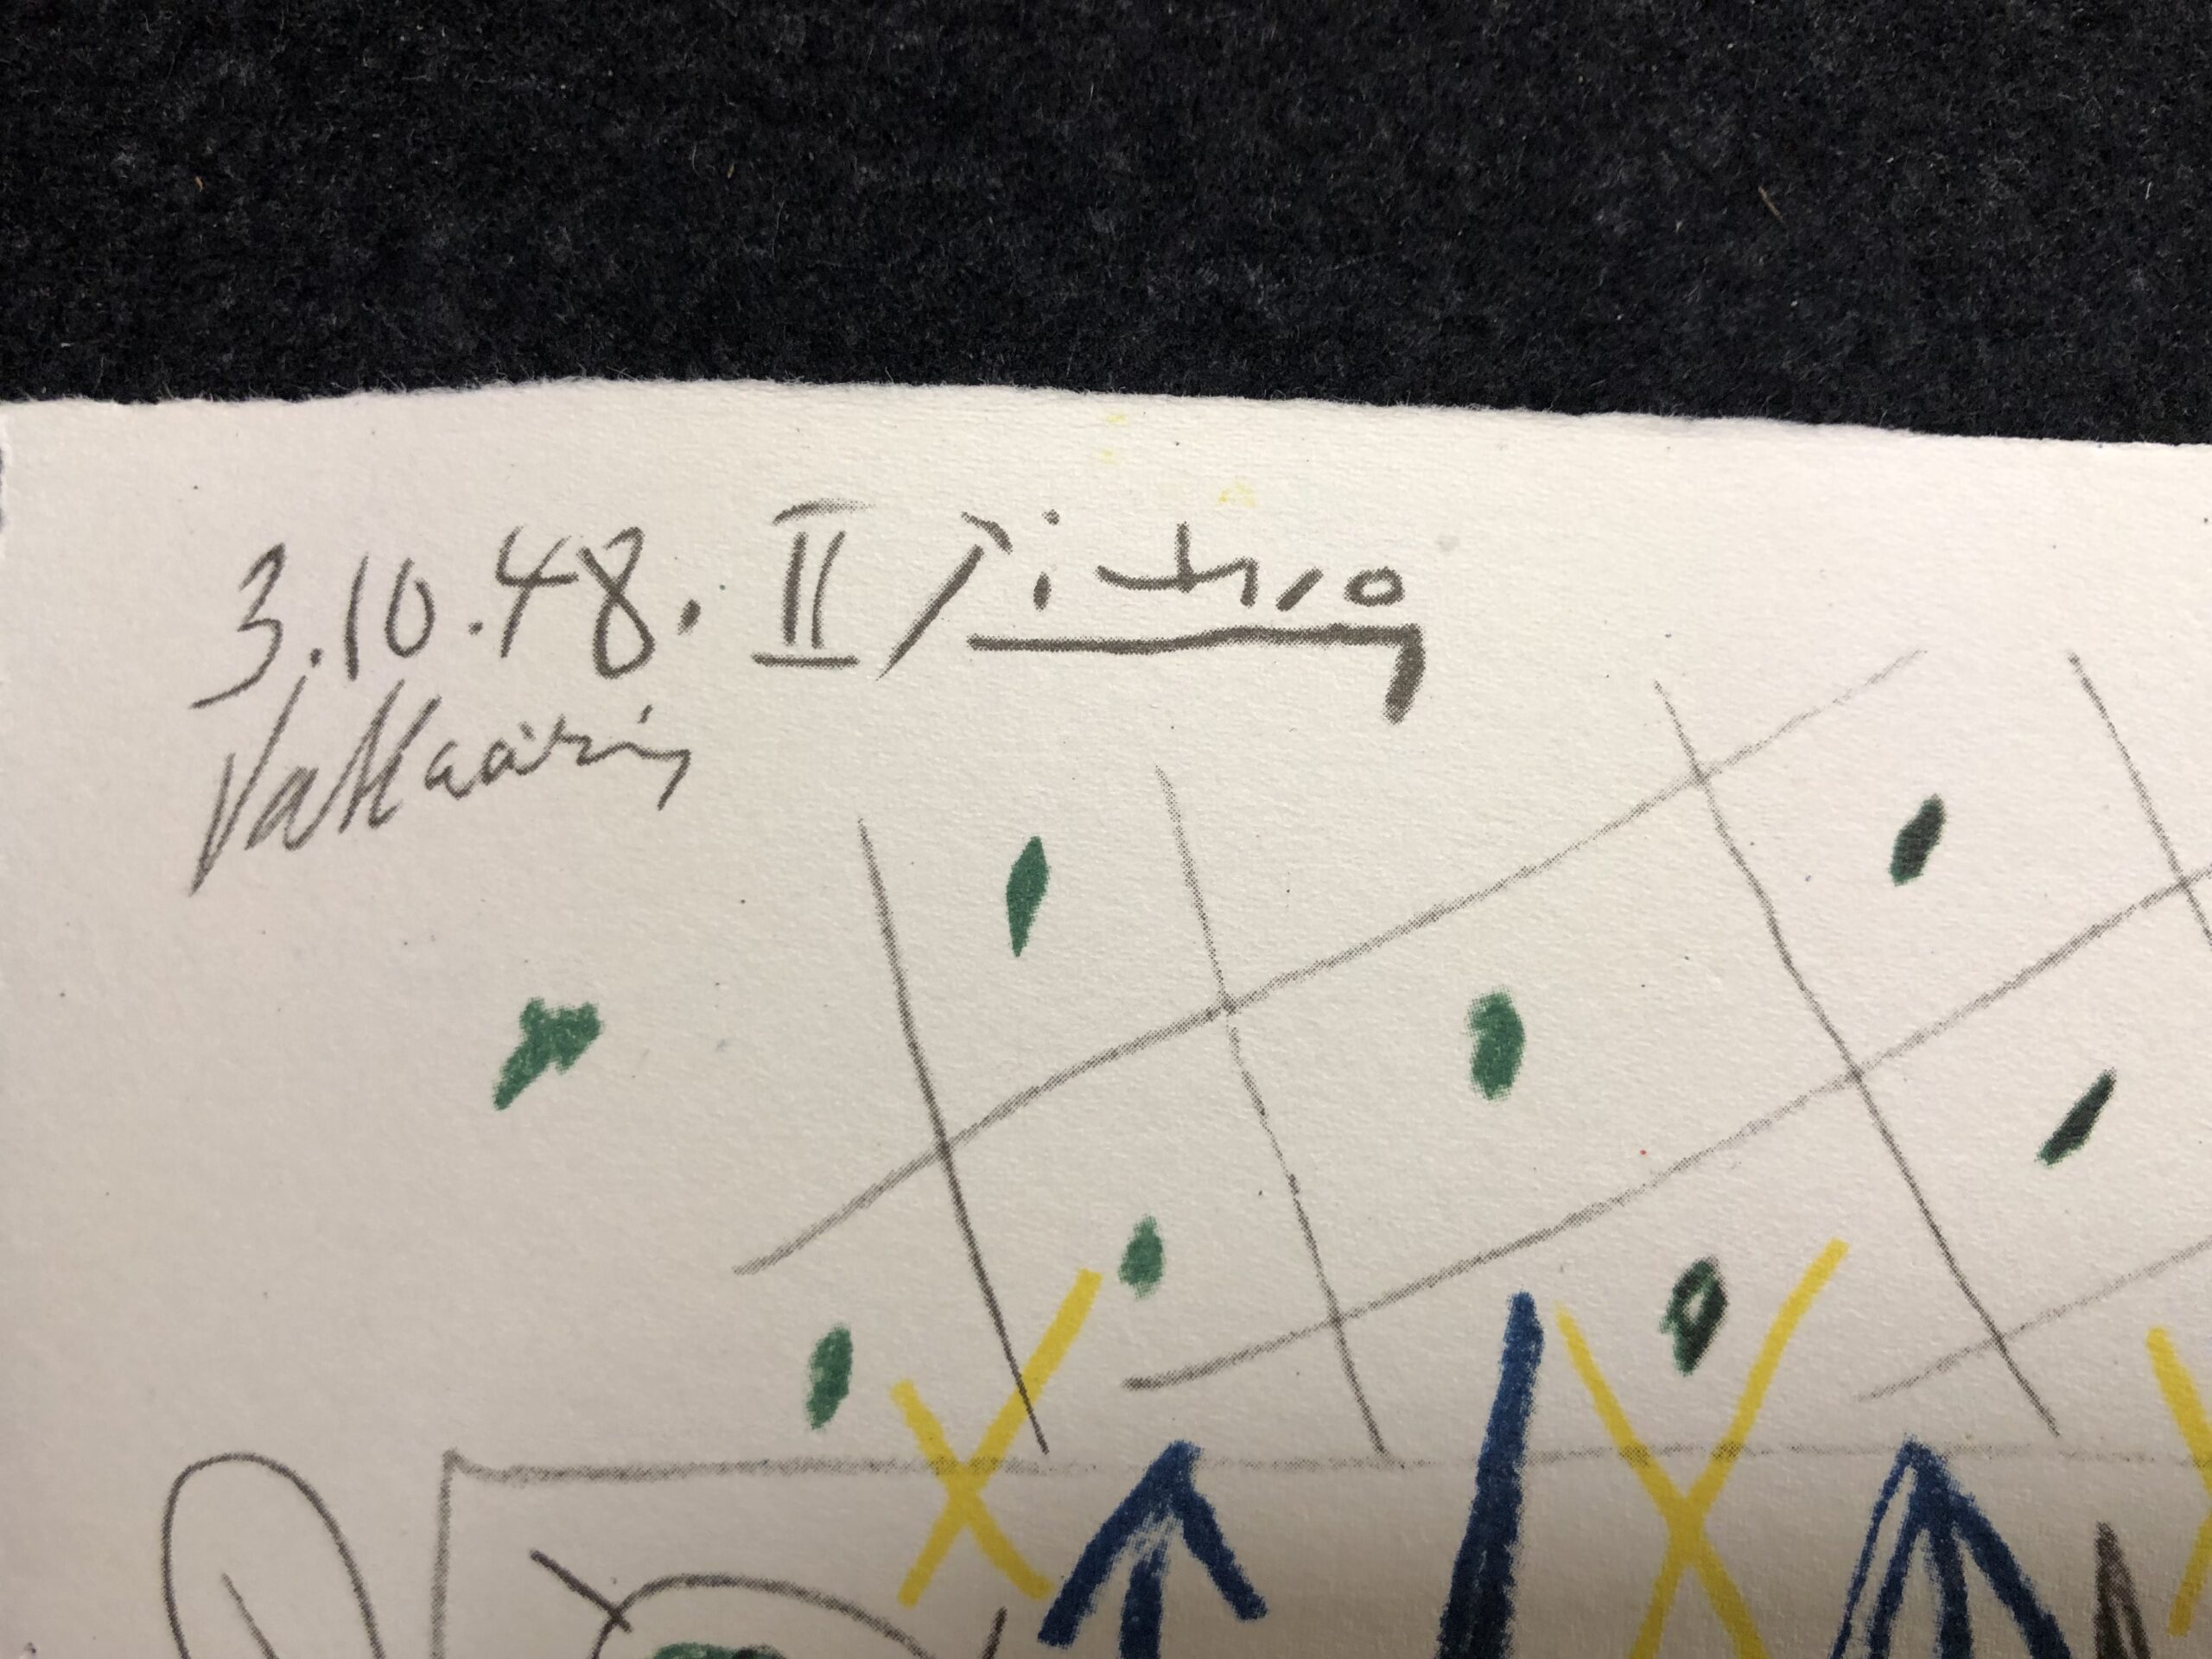 3.10.48. II / Picasso
Vallauris